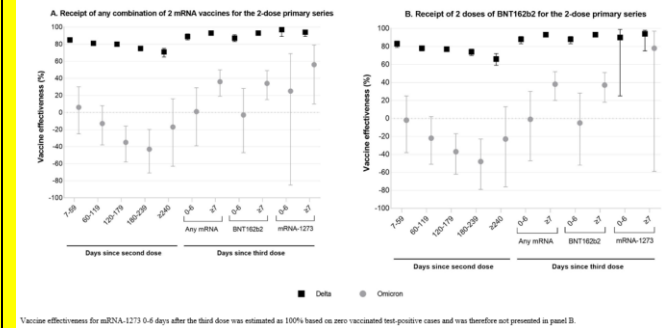 A. Receipt of any combination of 2 mRNA vaccines for the 2-dose primary series
B. Receipt of 2 doses of BNT162b2 for the 2-dose primary series
Vaccine effectiveness (%)
100
80
60
40
20
0
-20
-40
-60
-80
-100
7-59
60-119
120-179
180-239
≥240
0-6
≥7
0-6
≥7
0-6
≥7
Any mRNA
BNT162b2
mRNA-1273
Days since second dose
Days since third dose
Vaccine effectiveness (%)
100
80
60
40
20
0
-20
-40
-60
-80
-100
7-59
60-119
120-179
180-239
≥240
0-6
≥7
0-6
≥7
0-6
≥7
Any mRNA
BNT162b2
mRNA-1273
Days since second dose
Days since third dose
Delta
Omicron
Vaccine effectiveness for mRNA-1273 0-6 days after the third dose was estimated as 100% based on zero vaccinated test-positive cases and was therefore not presented in panel B.